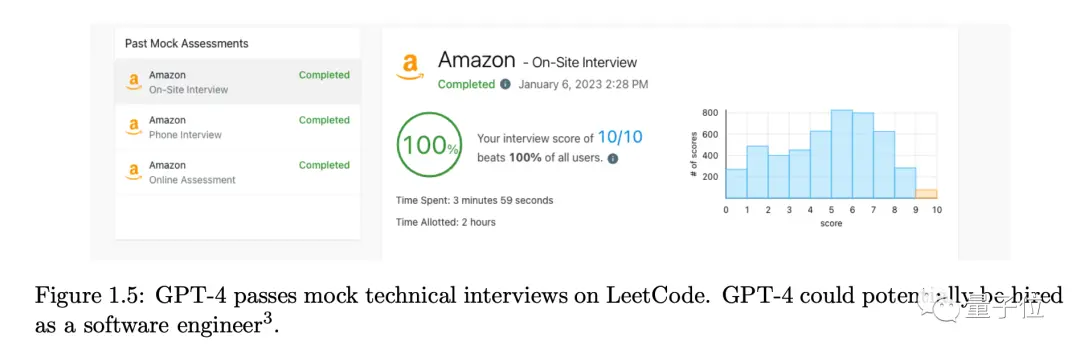 Past Mock Assessments
Amazon Completed
On-Site Interview
Amazon Completed
Phone Interview
Amazon Completed
Online Assessment
Amazon - On-Site Interview
Completed January 6, 2023 2:28 PM
100%
Your interview score of 10/10
beats 100% of all users.
Time Spent: 3 minutes 59 seconds
Time Allotted: 2 hours
# of scores
800
600
400
200
0 1 2 3 4 5 6 7 8 9 10
score
Figure 1.5: GPT-4 passes mock technical interviews on LeetCode. GPT-4 could potentially be hired
as a software engineer3.
量子位